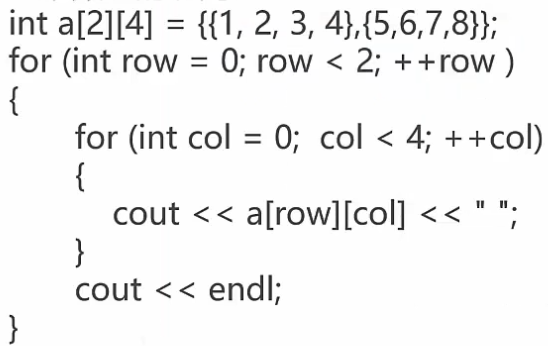 int a[2][4] = {{1, 2, 3, 4},{5,6,7,8}};
for (int row = 0; row < 2; ++row )
{
for (int col = 0;  col < 4; ++col)
{
cout << a[row][col] << " ";
}
cout << endl;
}